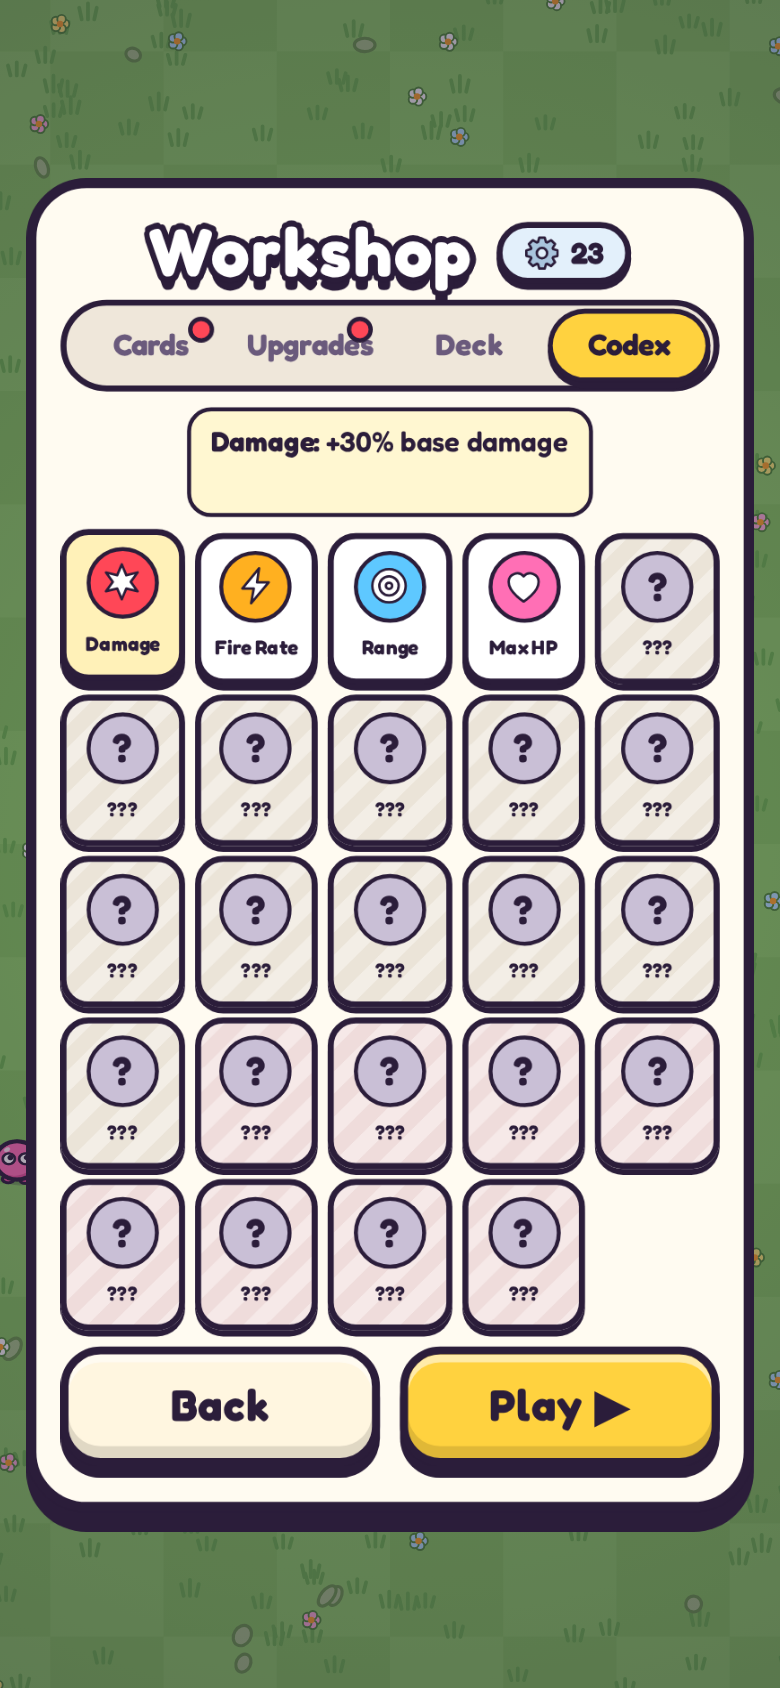 Workshop 23
Cards Upgrades Deck Codex
Damage: +30% base damage
?
Damage Fire Rate Range Max HP ???
? ? ? ? ?
??? ??? ??? ??? ???
? ? ? ? ?
??? ??? ??? ??? ???
? ? ? ? ?
??? ??? ??? ??? ???
? ? ? ?
??? ??? ??? ???
Back Play ▶